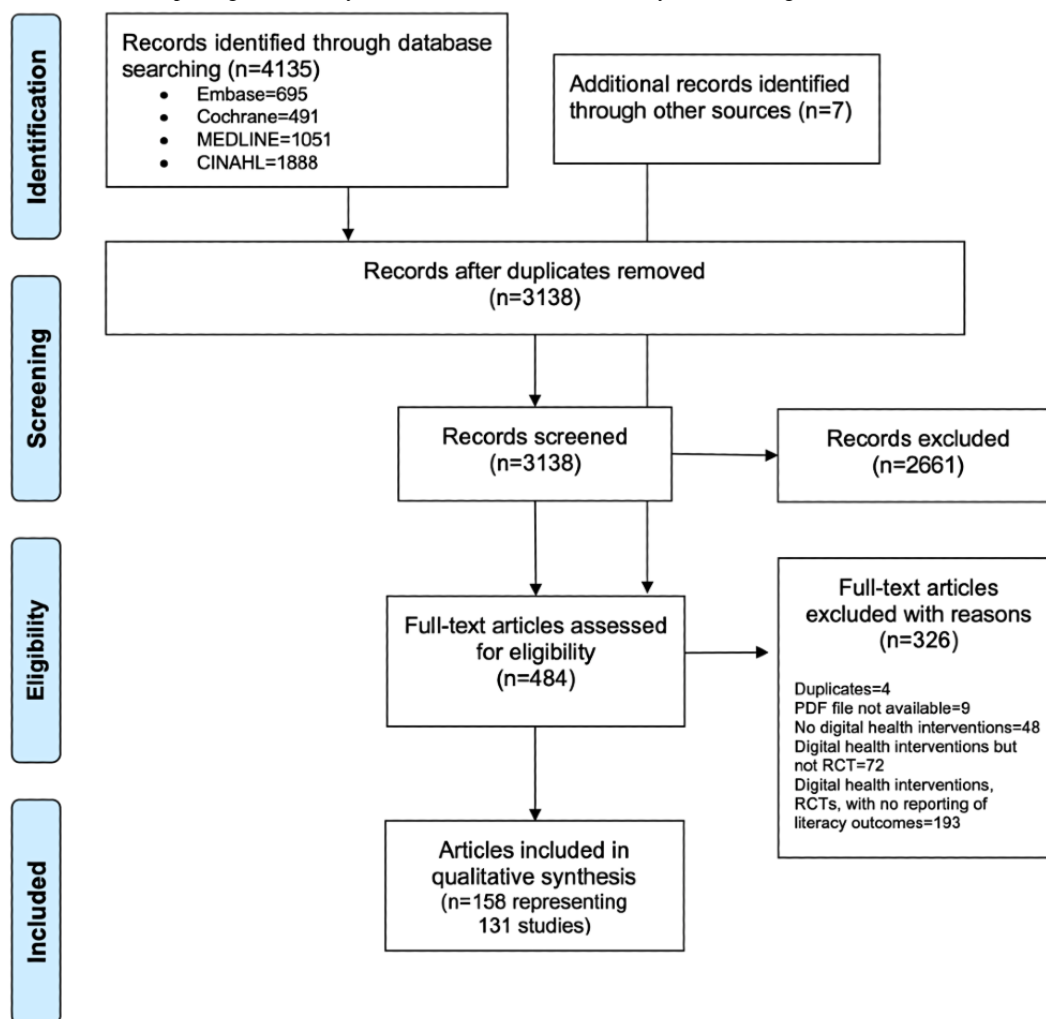 Identification
Records identified through database
searching (n=4135)
• Embase=695
• Cochrane=491
• MEDLINE=1051
• CINAHL=1888
Additional records identified
through other sources (n=7)
Records after duplicates removed
(n=3138)
Screening
Records screened
(n=3138)
Records excluded
(n=2661)
Eligibility
Full-text articles assessed
for eligibility
(n=484)
Full-text articles
excluded with reasons
(n=326)
Duplicates=4
PDF file not available=9
No digital health interventions=48
Digital health interventions but
not RCT=72
Digital health interventions,
RCTs, with no reporting of
literacy outcomes=193
Included
Articles included in
qualitative synthesis
(n=158 representing
131 studies)